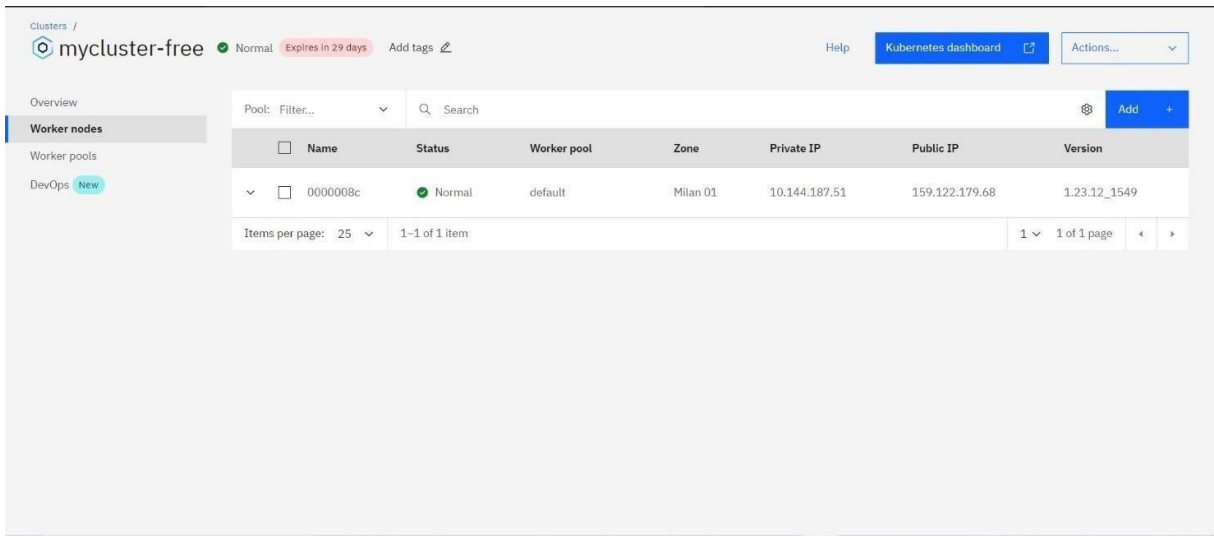 Clusters /
mycluster-free Normal Expires in 29 days Add tags Help Kubernetes dashboard Actions...
Overview
Worker nodes
Worker pools
DevOps New
Pool: Filter... Search Add +
Name Status Worker pool Zone Private IP Public IP Version
0000008c Normal default Milan 01 10.144.187.51 159.122.179.68 1.23.12_1549
Items per page: 25 1–1 of 1 item 1 1 of 1 page